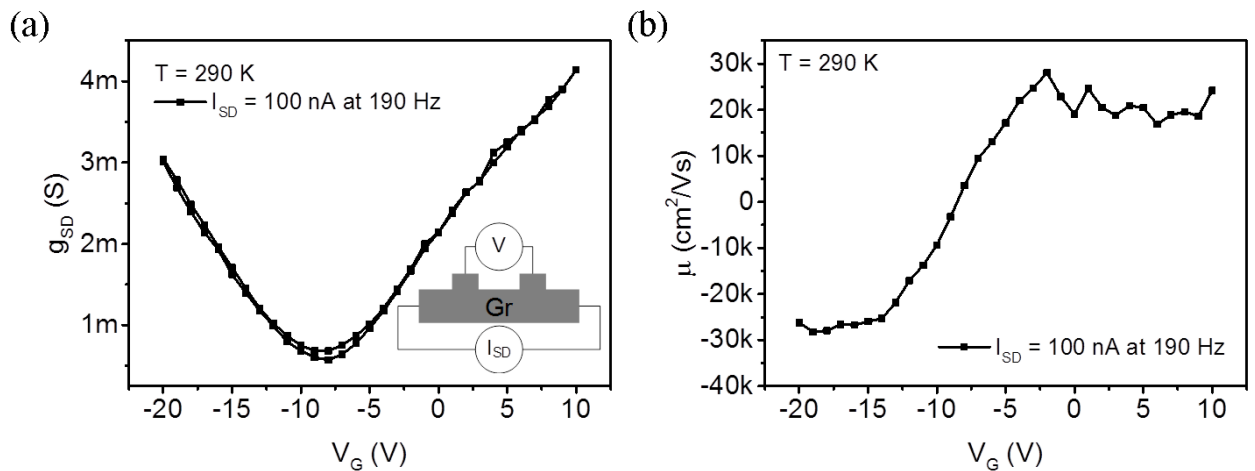 (a)
T = 290 K
I_SD = 100 nA at 190 Hz
g_SD (S)
4m
3m
2m
1m
V
Gr
I_SD
-20 -15 -10 -5 0 5 10
V_G (V)
(b)
T = 290 K
I_SD = 100 nA at 190 Hz
μ (cm²/Vs)
30k
20k
10k
0
-10k
-20k
-30k
-40k
-20 -15 -10 -5 0 5 10
V_G (V)